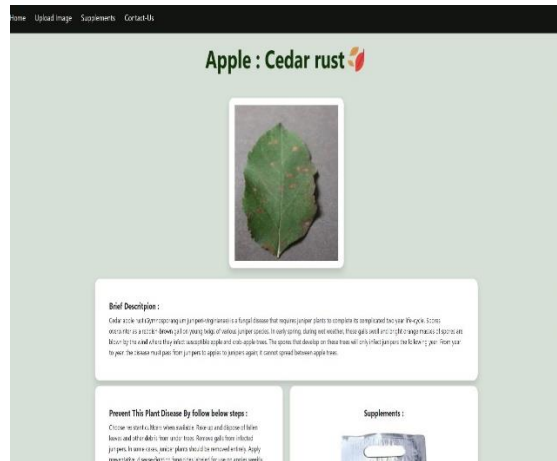 Home Upload Image Supplements Contact-Us
Apple : Cedar rust
Brief Descritpion :
Cedar apple rust (Gymnosporangium juniperi-virginianae) is a fungal disease that requires juniper plants to complete its complicated two year life-cycle. Spores
overwinter as a reddish-brown gall on young twigs of various juniper species. In early spring, during wet weather, these galls swell and bright orange masses of spores are
blown by the wind where they infect susceptible apple and crab-apple trees. The spores that develop on these trees will only infect junipers the following year. From year
to year, the disease must pass from junipers to apples to junipers again; it cannot spread between apple trees.
Prevent This Plant Disease By follow below steps :
Choose resistant cultivars when available. Rake up and dispose of fallen
leaves and other debris from under trees. Remove galls from infected
junipers. In some cases, juniper plants should be removed entirely. Apply
Supplements :